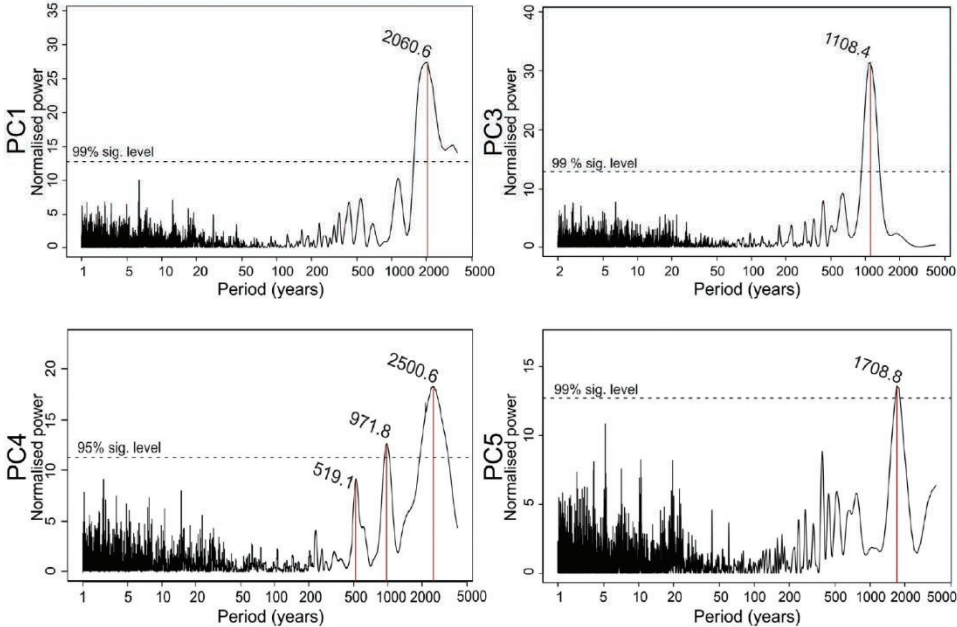 PC1
Normalised power
35
30
25
20
15
10
5
0
2060.6
99% sig. level
1 5 10 20 50 100 200 500 1000 2000 5000
Period (years)
PC3
Normalised power
40
30
20
10
0
1108.4
99 % sig. level
2 5 10 20 50 100 200 500 1000 2000 5000
Period (years)
PC4
Normalised power
20
15
10
5
0
2500.6
971.8
519.1
95% sig. level
1 5 10 20 50 100 200 500 1000 2000 5000
Period (years)
PC5
Normalised power
15
10
5
0
1708.8
99% sig. level
1 5 10 20 50 100 200 500 1000 2000 5000
Period (years)